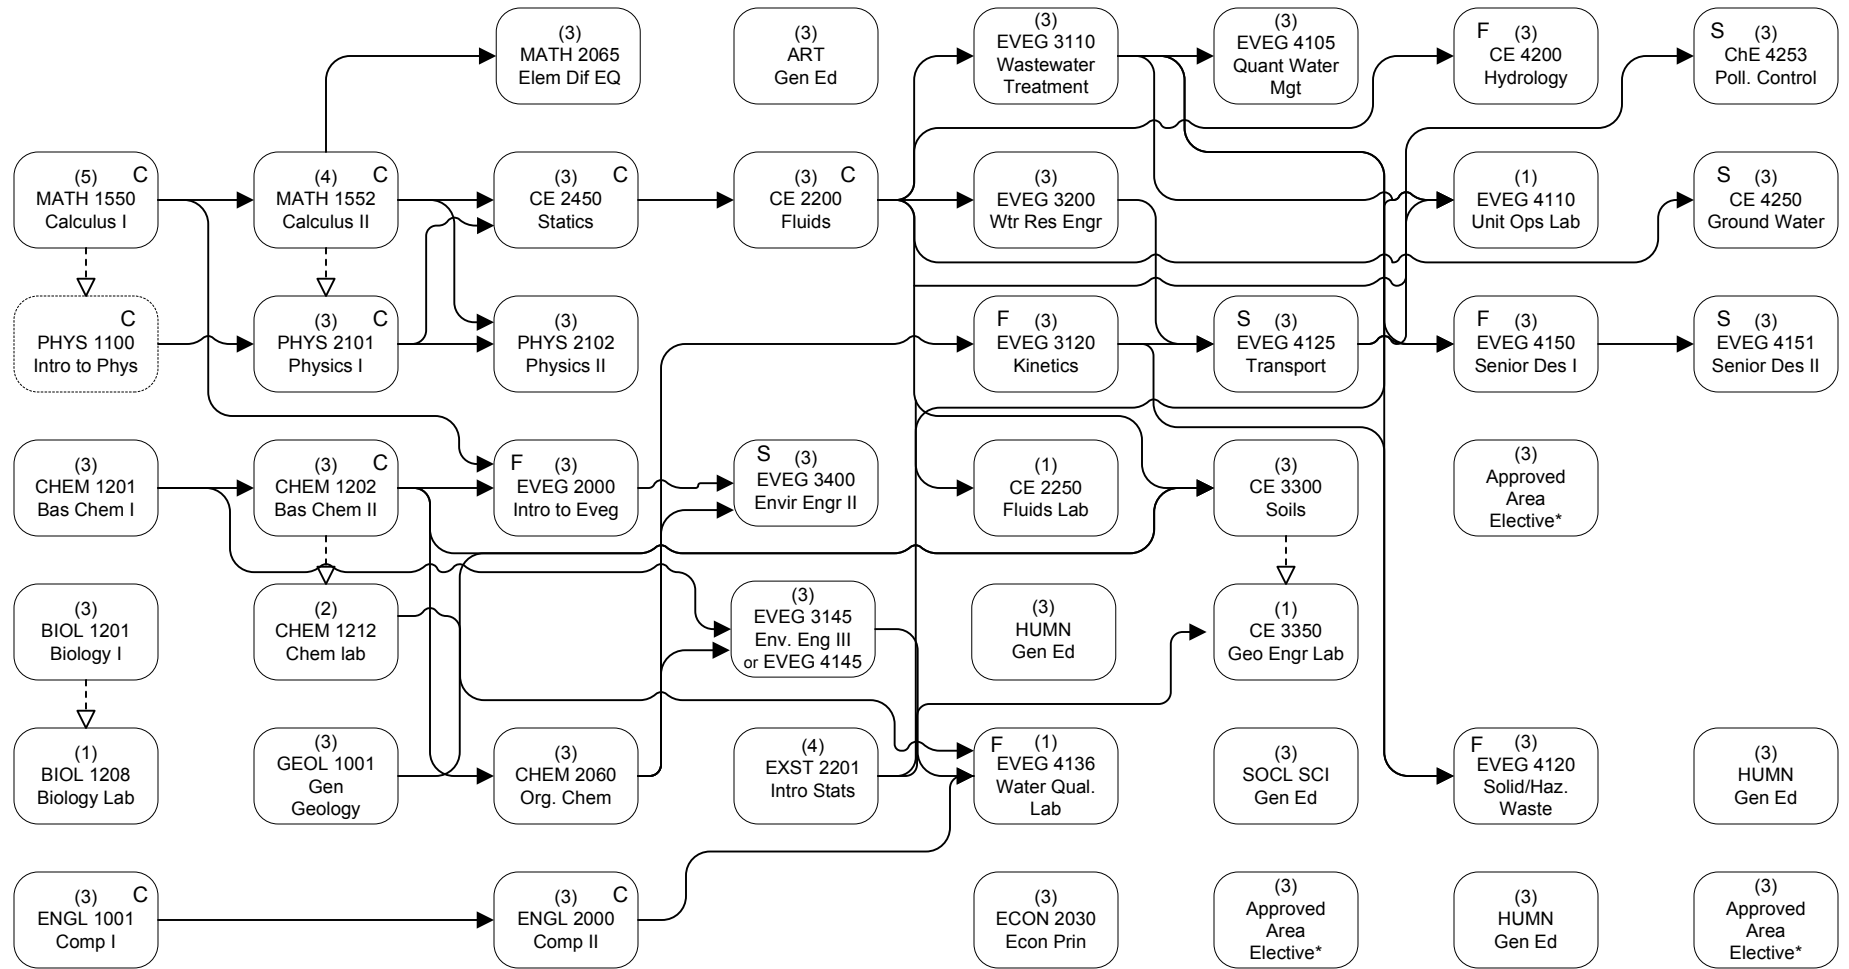 (3)
MATH 2065
Elem Dif EQ
(3)
ART
Gen Ed
(3)
EVEG 3110
Wastewater
Treatment
(3)
EVEG 4105
Quant Water
Mgt
F (3)
CE 4200
Hydrology
S (3)
ChE 4253
Poll. Control
(5) C
MATH 1550
Calculus I
(4) C
MATH 1552
Calculus II
(3) C
CE 2450
Statics
(3) C
CE 2200
Fluids
(3)
EVEG 3200
Wtr Res Engr
(1)
EVEG 4110
Unit Ops Lab
S (3)
CE 4250
Ground Water
C
PHYS 1100
Intro to Phys
(3) C
PHYS 2101
Physics I
(3)
PHYS 2102
Physics II
F (3)
EVEG 3120
Kinetics
S (3)
EVEG 4125
Transport
F (3)
EVEG 4150
Senior Des I
S (3)
EVEG 4151
Senior Des II
(3)
CHEM 1201
Bas Chem I
(3) C
CHEM 1202
Bas Chem II
F (3)
EVEG 2000
Intro to Eveg
S (3)
EVEG 3400
Envir Engr II
(1)
CE 2250
Fluids Lab
(3)
CE 3300
Soils
(3)
Approved
Area
Elective*
(3)
BIOL 1201
Biology I
(2)
CHEM 1212
Chem lab
(3)
EVEG 3145
Env. Eng III
or EVEG 4145
(3)
HUMN
Gen Ed
(1)
CE 3350
Geo Engr Lab
(1)
BIOL 1208
Biology Lab
(3)
GEOL 1001
Gen
Geology
(3)
CHEM 2060
Org. Chem
(4)
EXST 2201
Intro Stats
F (1)
EVEG 4136
Water Qual.
Lab
(3)
SOCL SCI
Gen Ed
F (3)
EVEG 4120
Solid/Haz.
Waste
(3)
HUMN
Gen Ed
(3) C
ENGL 1001
Comp I
(3) C
ENGL 2000
Comp II
(3)
ECON 2030
Econ Prin
(3)
Approved
Area
Elective*
(3)
HUMN
Gen Ed
(3)
Approved
Area
Elective*